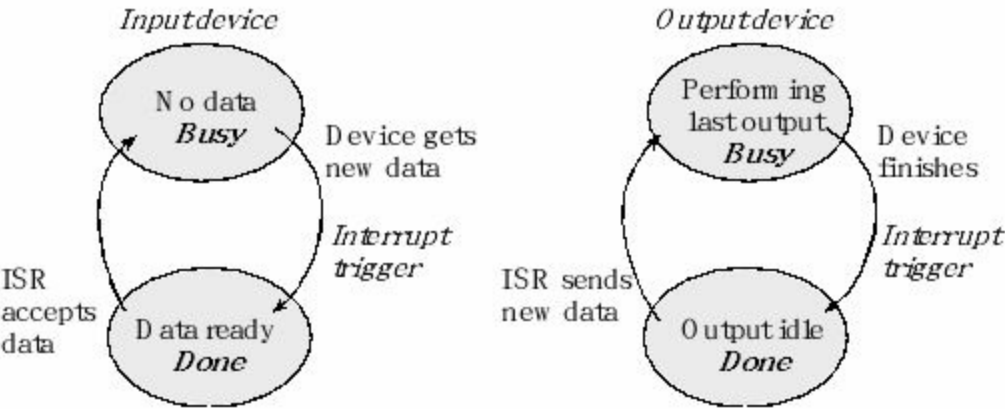 Input device
No data
Busy
Device gets
new data
Interrupt
trigger
ISR
accepts
data
Data ready
Done
Output device
Performing
last output
Busy
Device
finishes
Interrupt
trigger
ISR sends
new data
Output idle
Done